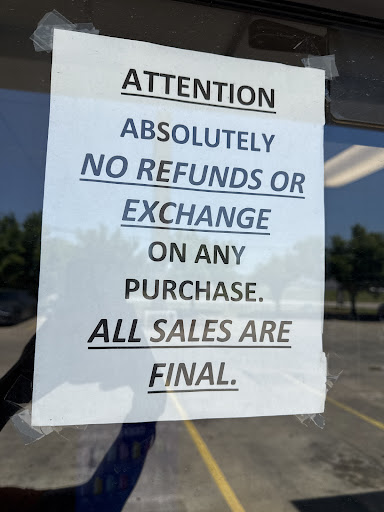 ATTENTION
ABSOLUTELY
NO REFUNDS OR
EXCHANGE
ON ANY
PURCHASE.
ALL SALES ARE
FINAL.